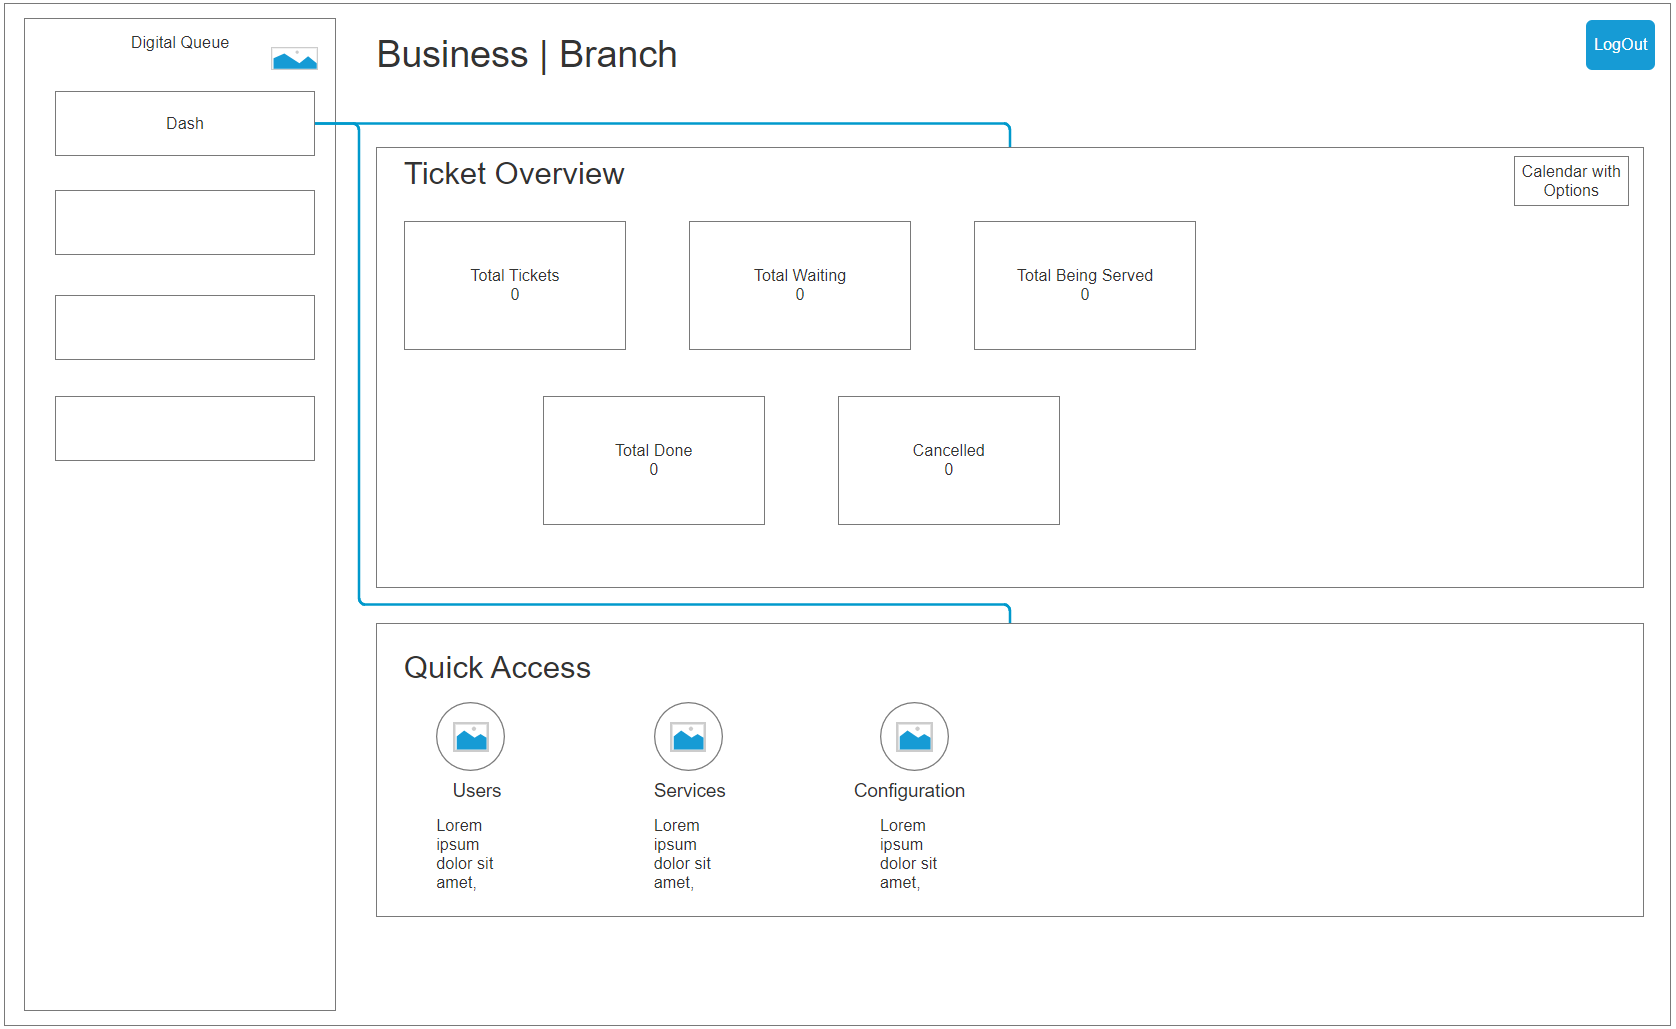 Digital Queue
Business | Branch
LogOut
Dash
Ticket Overview
Calendar with
Options
Total Tickets
0
Total Waiting
0
Total Being Served
0
Total Done
0
Cancelled
0
Quick Access
Users
Lorem
ipsum
dolor sit
amet,
Services
Lorem
ipsum
dolor sit
amet,
Configuration
Lorem
ipsum
dolor sit
amet,